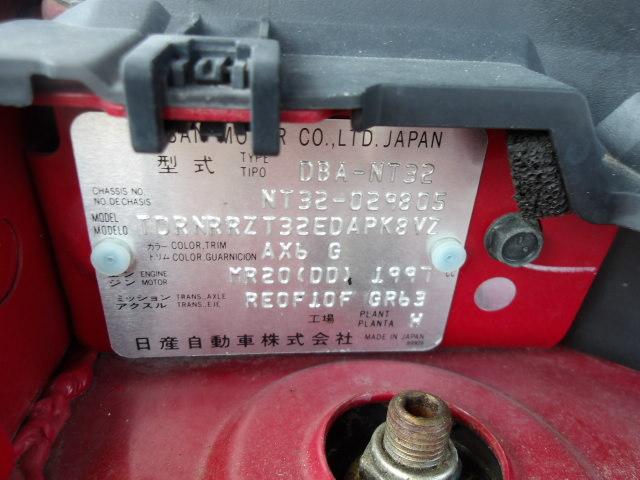 CO.,LTD. JAPAN
型式 TYPE TIPO DBA-NT32
CHASSIS NO. NO.DE CHASIS NT32-029805
MODEL MODELO TDRNRRZT32EDAPK8VZ
カラー COLOR,TRIM トリム COLOR,GUARNICION AX6 G
エンジン ENGINE MOTOR MR20(DD) 1997 cc
ミッション TRANS.,AXLE アクスル TRANS.,EJE RE0F10F GR63
工場 PLANT PLANTA W
日産自動車株式会社 MADE IN JAPAN